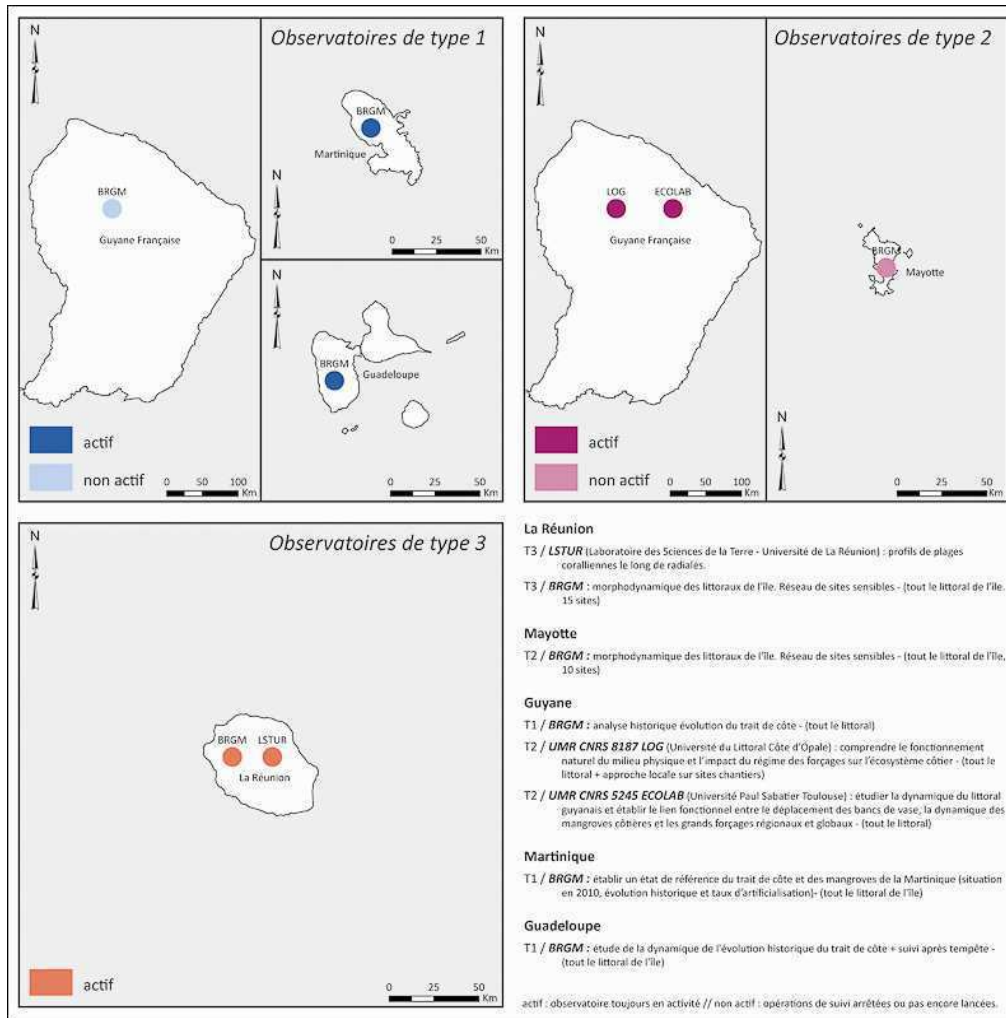 N
Observatoires de type 1
BRGM
Guyane Française
actif
non actif
0 50 100
Km
BRGM
Martinique
N
0 25 50
Km
N
BRGM
Guadeloupe
0 25 50
Km
N
Observatoires de type 2
LOG
ECOLAB
Guyane Française
actif
non actif
0 50 100
Km
BRGM
Mayotte
N
0 25 50
Km
N
Observatoires de type 3
BRGM
LSTUR
La Réunion
actif
0 25 50
Km
La Réunion
T3 / LSTUR (Laboratoire des Sciences de la Terre - Université de La Réunion) : profils de plages
coralliennes le long de radiales.
T3 / BRGM : morphodynamique des littoraux de l'île. Réseau de sites sensibles - (tout le littoral de l'île.
15 sites)
Mayotte
T2 / BRGM : morphodynamique des littoraux de l'île. Réseau de sites sensibles - (tout le littoral de l'île,
10 sites)
Guyane
T1 / BRGM : analyse historique évolution du trait de côte - (tout le littoral)
T2 / UMR CNRS 8187 LOG (Université du Littoral Côte d'Opale) : comprendre le fonctionnement
naturel du milieu physique et l'impact du régime des forçages sur l'écosystème côtier - (tout le
littoral + approche locale sur sites chantiers)
T2 / UMR CNRS 5245 ECOLAB (Université Paul Sabatier Toulouse) : étudier la dynamique du littoral
guyanais et établir le lien fonctionnel entre le déplacement des bancs de vase, la dynamique des
mangroves côtières et les grands forçages régionaux et globaux - (tout le littoral)
Martinique
T1 / BRGM : établir un état de référence du trait de côte et des mangroves de la Martinique (situation
en 2010, évolution historique et taux d'artificialisation)- (tout le littoral de l'île)
Guadeloupe
T1 / BRGM : étude de la dynamique de l'évolution historique du trait de côte + suivi après tempête -
(tout le littoral de l'île)
actif : observatoire toujours en activité // non actif : opérations de suivi arrêtées ou pas encore lancées.